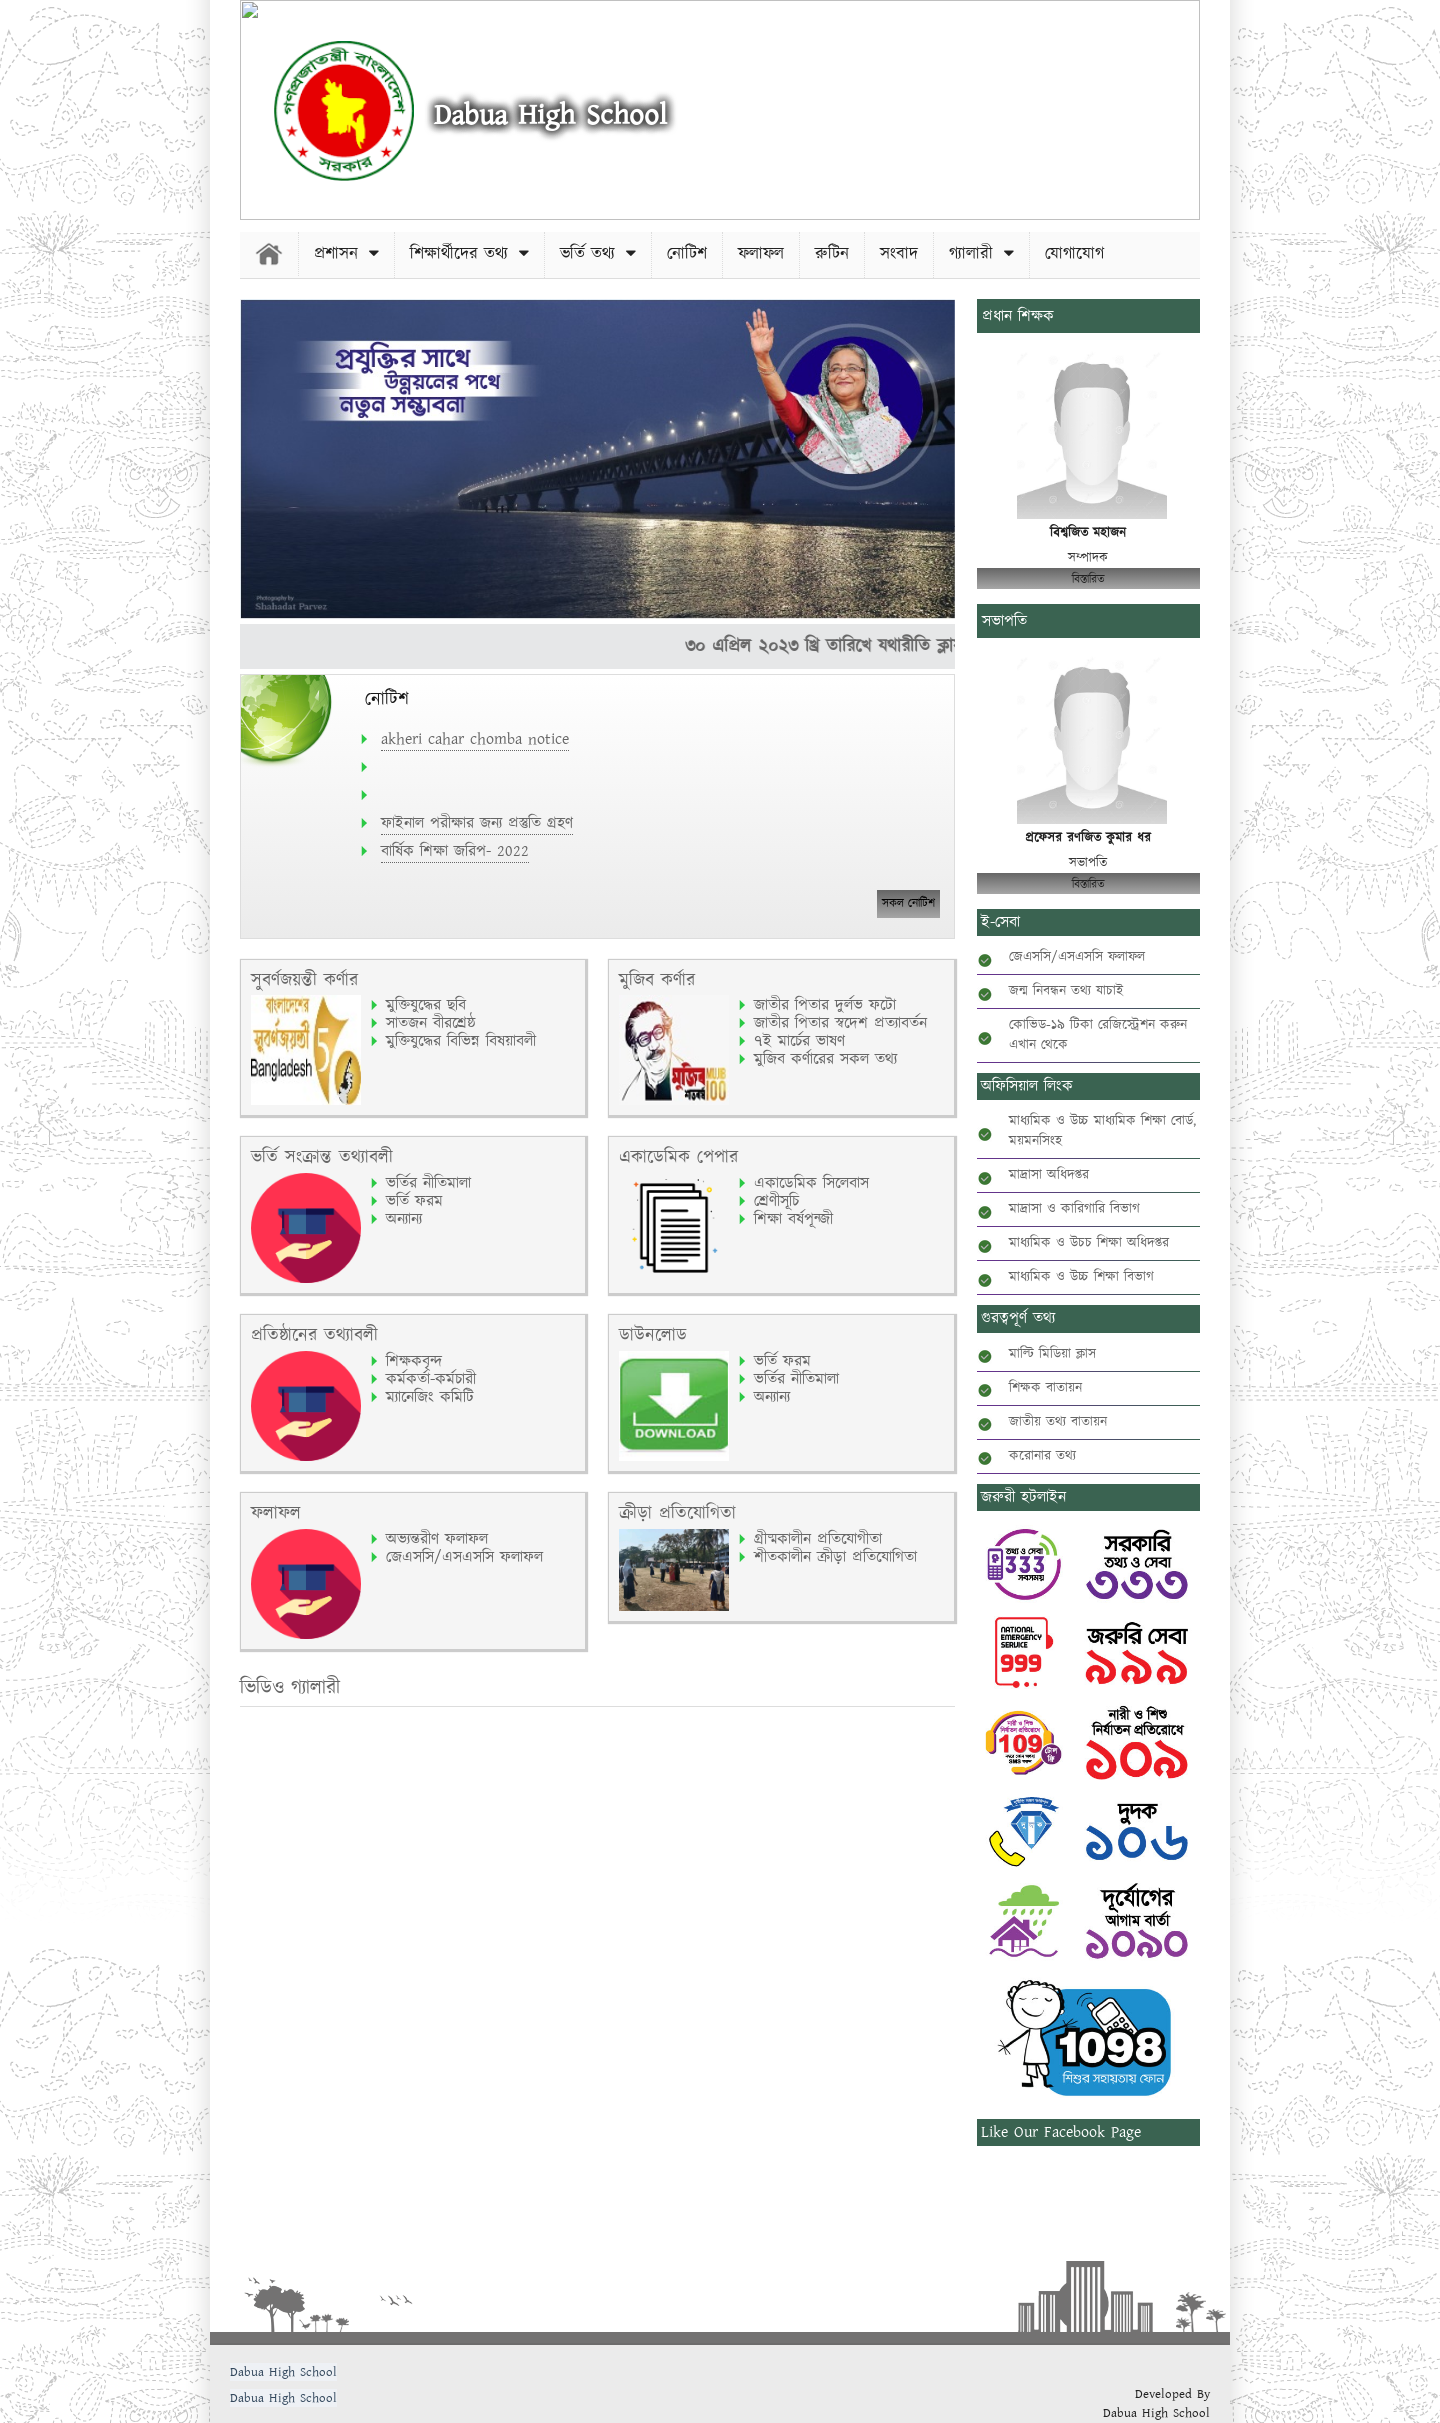 গণপ্রজাতন্ত্রী বাংলাদেশ
সরকার
Dabua High School
প্রশাসন
শিক্ষার্থীদের তথ্য
ভর্তি তথ্য
নোটিশ
ফলাফল
রুটিন
সংবাদ
গ্যালারী
যোগাযোগ
প্রযুক্তির সাথে
উন্নয়নের পথে
নতুন সম্ভাবনা
Photography by
Shahadat Parvez
৩০ এপ্রিল ২০২৩ খ্রি তারিখে যথারীতি
নোটিশ
akheri cahar chomba notice
ফাইনাল পরীক্ষার জন্য প্রস্তুতি গ্রহণ
বার্ষিক শিক্ষা জরিপ- 2022
সকল নোটিশ
সুবর্ণজয়ন্তী কর্ণার
বাংলাদেশের
সুবর্ণজয়ন্তী
Bangladesh
মুক্তিযুদ্ধের ছবি
সাতজন বীরশ্রেষ্ঠ
মুক্তিযুদ্ধের বিভিন্ন বিষয়াবলী
মুজিব কর্ণার
মুজিব
শতবর্ষ
MUJIB
100
জাতীর পিতার দুর্লভ ফটো
জাতীর পিতার স্বদেশ প্রত্যাবর্তন
৭ই মার্চের ভাষণ
মুজিব কর্ণারের সকল তথ্য
ভর্তি সংক্রান্ত তথ্যাবলী
ভর্তির নীতিমালা
ভর্তি ফরম
অন্যান্য
একাডেমিক পেপার
একাডেমিক সিলেবাস
শ্রেণীসূচি
শিক্ষা বর্ষপূন্জী
প্রতিষ্ঠানের তথ্যাবলী
শিক্ষকবৃন্দ
কর্মকর্তা-কর্মচারী
ম্যানেজিং কমিটি
ডাউনলোড
DOWNLOAD
ভর্তি ফরম
ভর্তির নীতিমালা
অন্যান্য
ফলাফল
অভ্যন্তরীণ ফলাফল
জেএসসি/এসএসসি ফলাফল
ক্রীড়া প্রতিযোগিতা
গ্রীষ্মকালীন প্রতিযোগীতা
শীতকালীন ক্রীড়া প্রতিযোগিতা
ভিডিও গ্যালারী
প্রধান শিক্ষক
বিশ্বজিত মহাজন
সম্পাদক
বিস্তারিত
সভাপতি
প্রফেসর রণজিত কুমার ধর
সভাপতি
বিস্তারিত
ই-সেবা
জেএসসি/এসএসসি ফলাফল
জন্ম নিবন্ধন তথ্য যাচাই
কোভিড-১৯ টিকা রেজিস্ট্রেশন করুন
এখান থেকে
অফিসিয়াল লিংক
মাধ্যমিক ও উচ্চ মাধ্যমিক শিক্ষা বোর্ড,
ময়মনসিংহ
মাদ্রাসা অধিদপ্তর
মাদ্রাসা ও কারিগারি বিভাগ
মাধ্যমিক ও উচচ শিক্ষা অধিদপ্তর
মাধ্যমিক ও উচ্চ শিক্ষা বিভাগ
গুরত্বপূর্ণ তথ্য
মাল্টি মিডিয়া ক্লাস
শিক্ষক বাতায়ন
জাতীয় তথ্য বাতায়ন
করোনার তথ্য
জরুরী হটলাইন
তথ্য ও সেবা
333
সবসময়
সরকারি
তথ্য ও সেবা
৩৩৩
NATIONAL
EMERGENCY
SERVICE
999
জরুরি সেবা
৯৯৯
নারী ও শিশু
নির্যাতন প্রতিরোধে
109
নারী ও শিশু
নির্যাতন প্রতিরোধে
১০৯
দুদক
১০৬
দূর্যোগের
আগাম বার্তা
১০৯০
1098
শিশুর সহায়তায় ফোন
Like Our Facebook Page
Dabua High School
Dabua High School
Developed By
Dabua High School